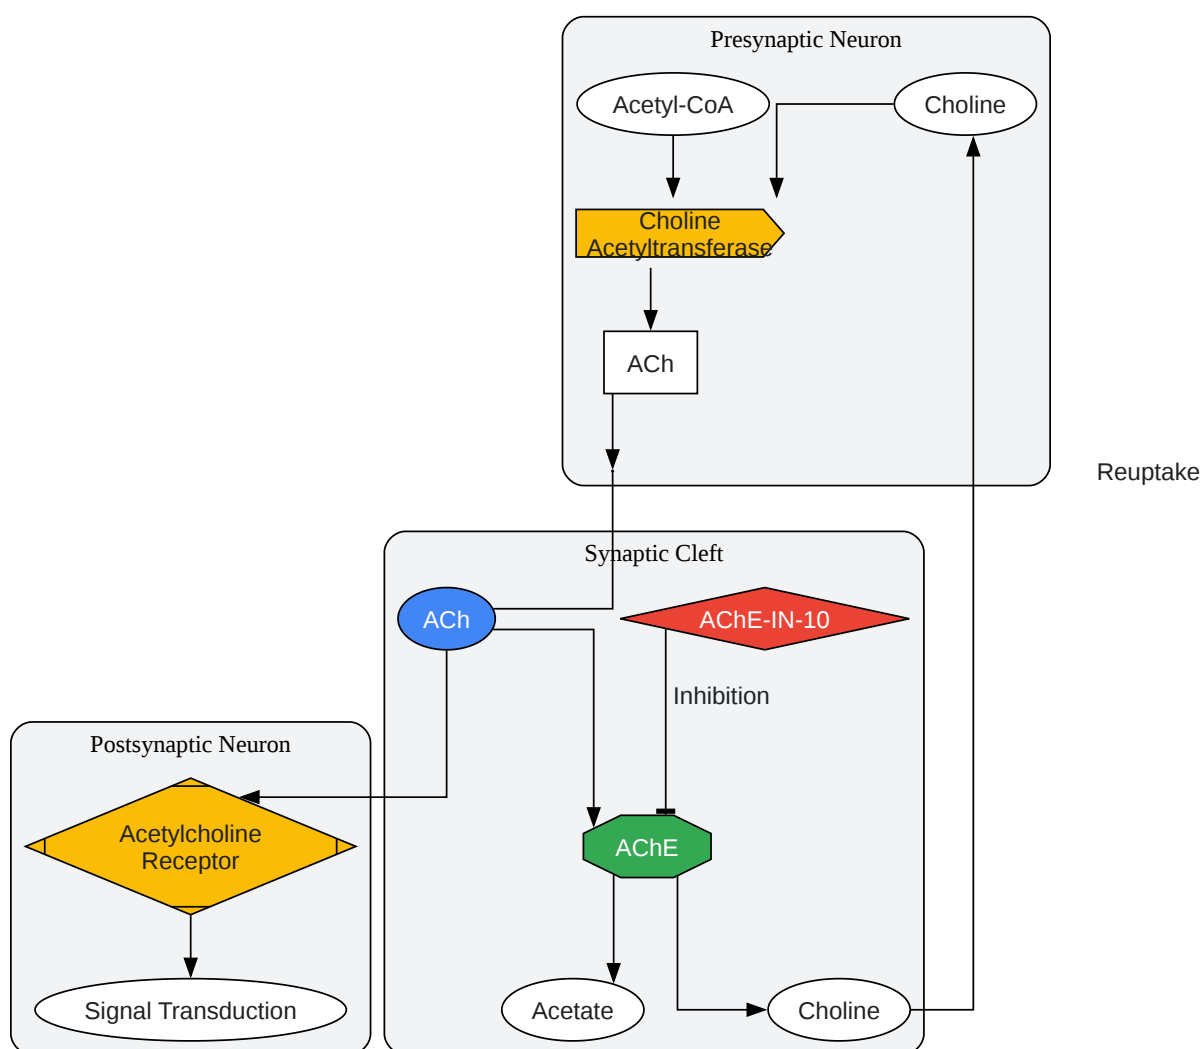 Presynaptic Neuron
Acetyl-CoA
Choline
Choline
Acetyltransferase
ACh
Reuptake
Synaptic Cleft
ACh
AChE-IN-10
Inhibition
Postsynaptic Neuron
Acetylcholine
Receptor
AChE
Signal Transduction
Acetate
Choline